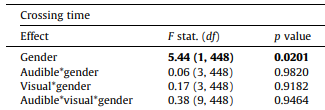 Crossing time
Effect F stat. (df) p value
Gender 5.44 (1, 448) 0.0201
Audible*gender 0.06 (3, 448) 0.9820
Visual*gender 0.17 (3, 448) 0.9182
Audible*visual*gender 0.38 (9, 448) 0.9464